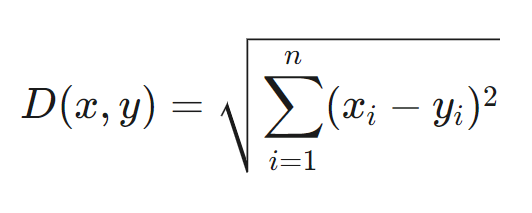 D(x, y) = √∑_{i=1}^{n}(x_i − y_i)²